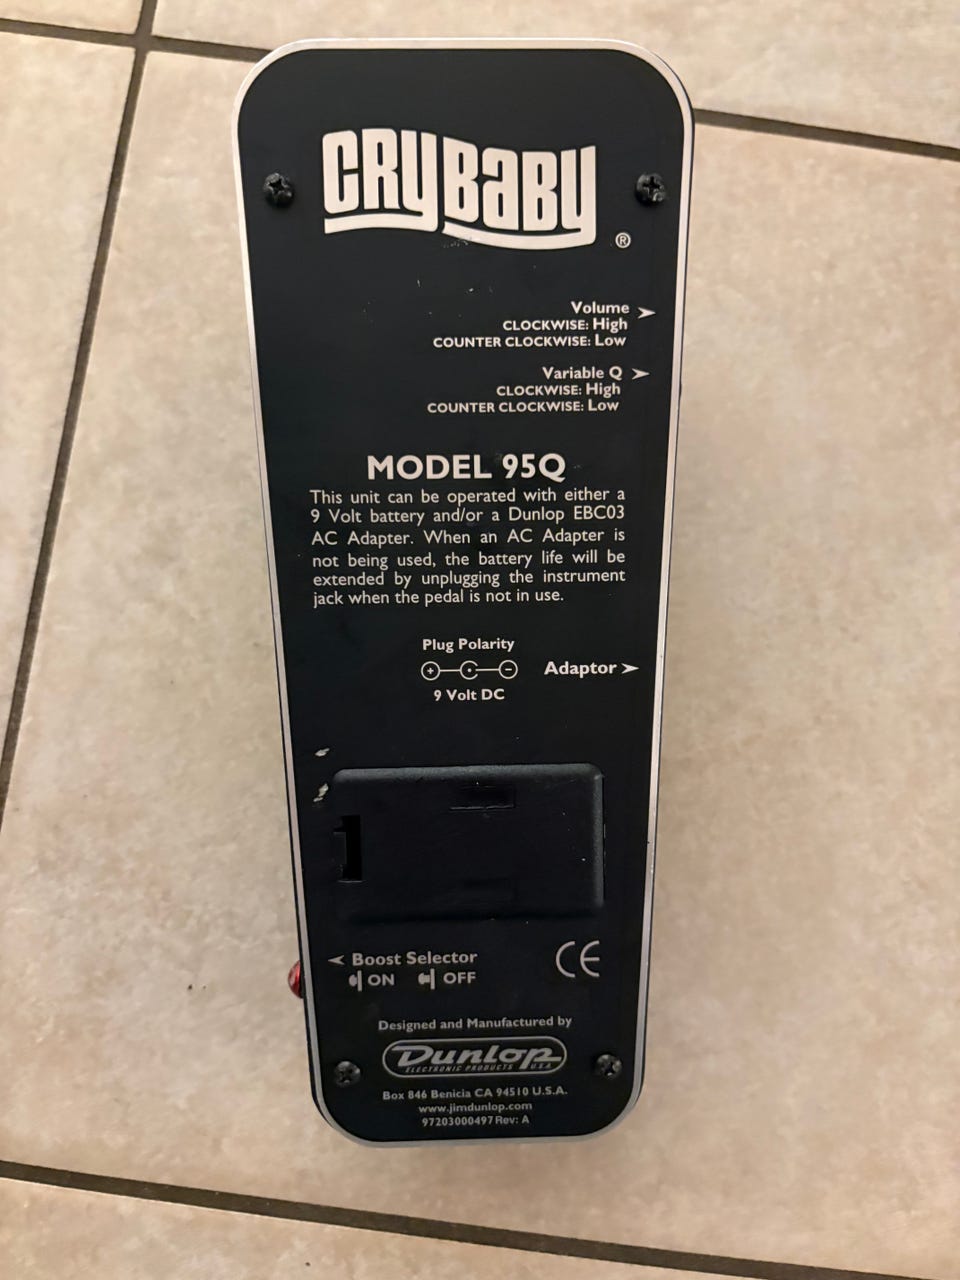 CRYBABY
®
Volume
CLOCKWISE: High
COUNTER CLOCKWISE: Low
Variable Q
CLOCKWISE: High
COUNTER CLOCKWISE: Low
MODEL 95Q
This unit can be operated with either a
9 Volt battery and/or a Dunlop EBC03
AC Adapter. When an AC Adapter is
not being used, the battery life will be
extended by unplugging the instrument
jack when the pedal is not in use.
Plug Polarity
+ -
Adaptor
9 Volt DC
Boost Selector
ON OFF
CE
Designed and Manufactured by
Dunlop
ELECTRONIC PRODUCTS U.S.A.
Box 846 Benicia CA 94510 U.S.A.
www.jimdunlop.com
97203000497 Rev: A